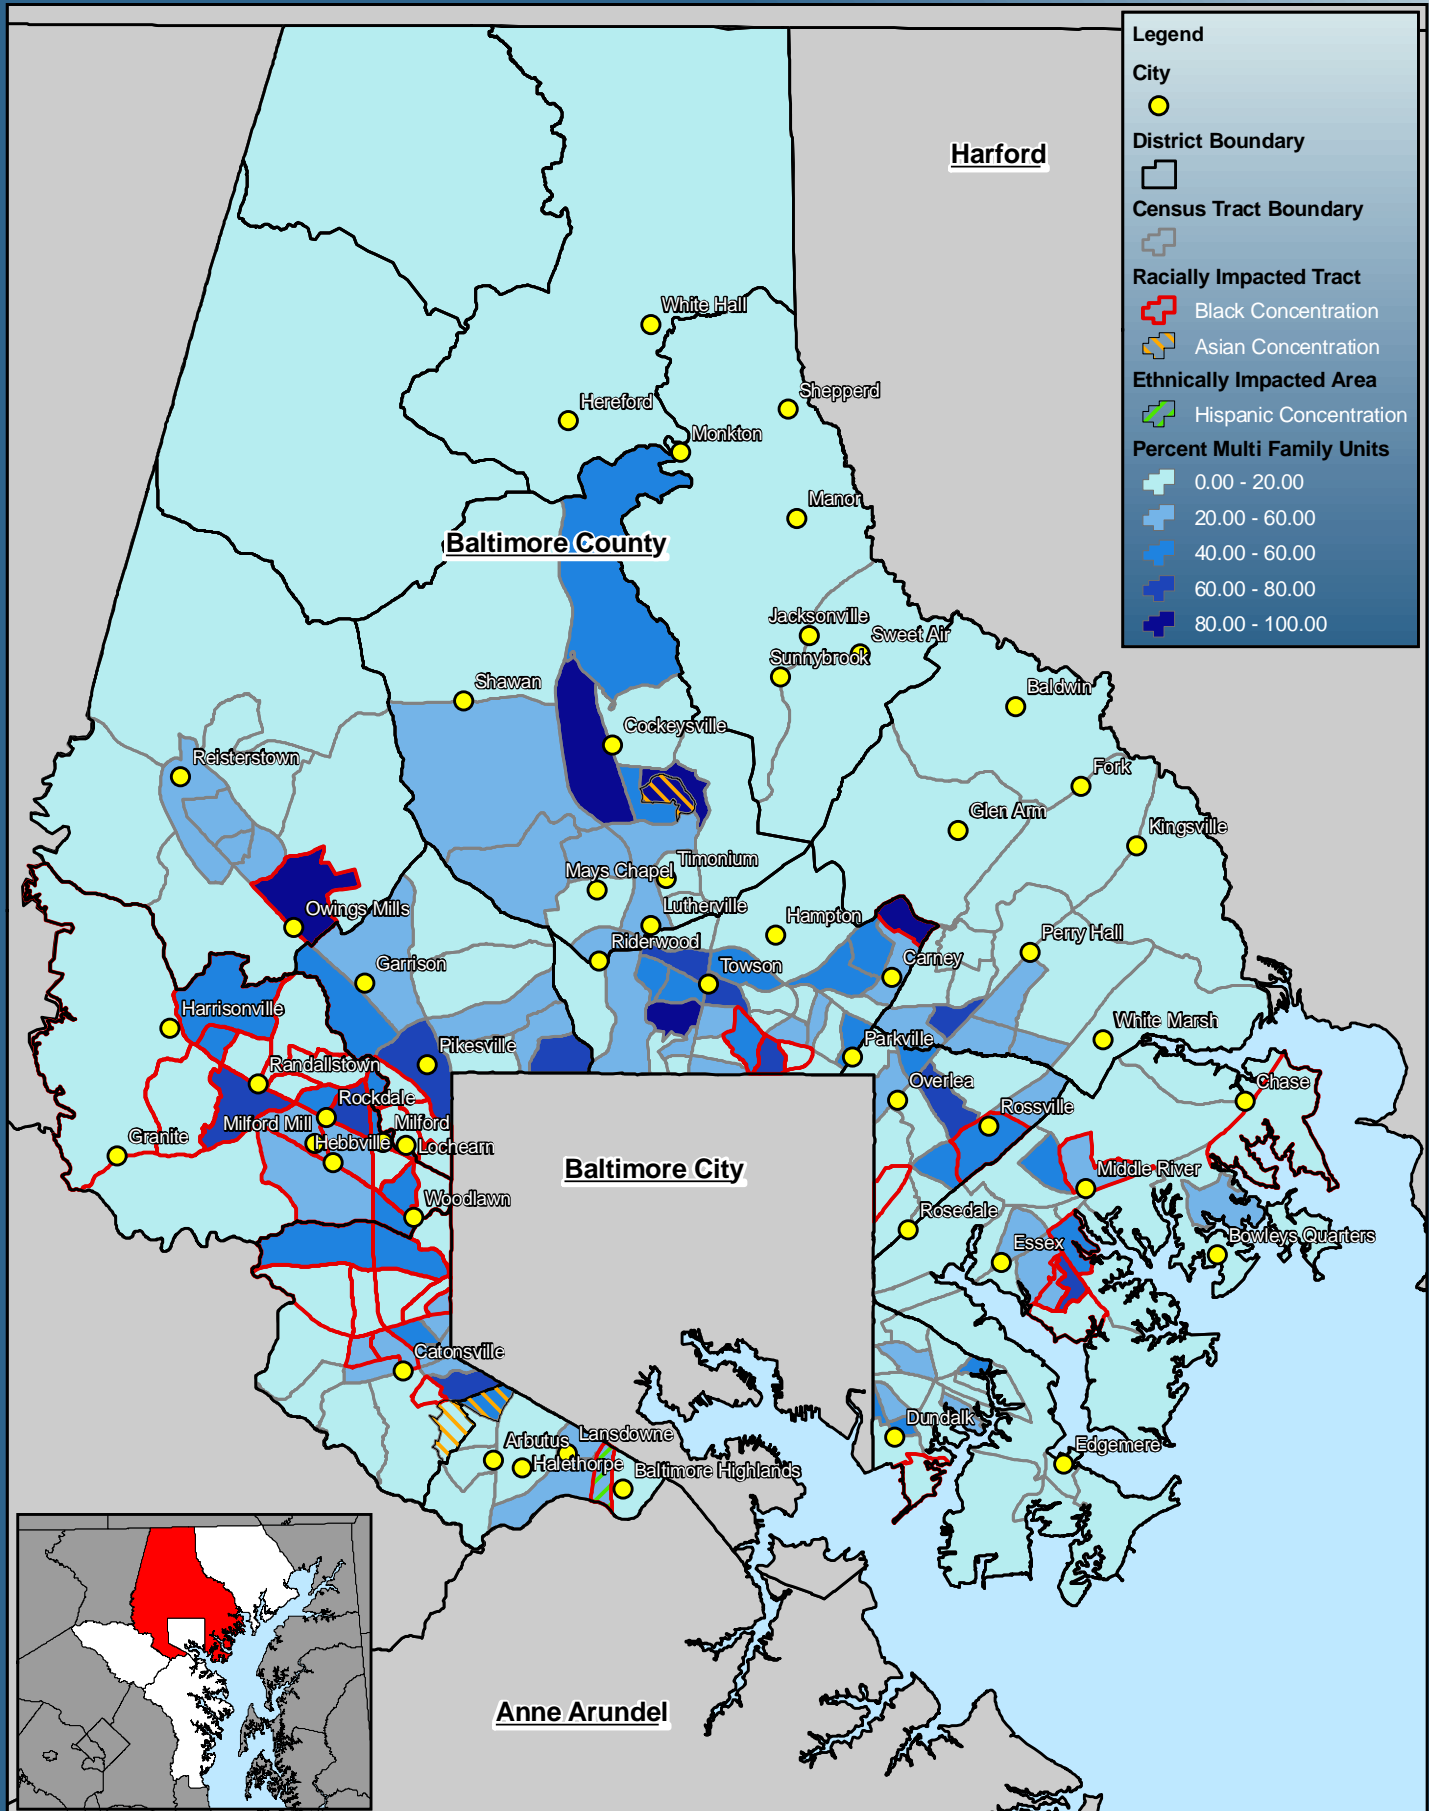 Legend
City
District Boundary
Census Tract Boundary
Racially Impacted Tract
Black Concentration
Asian Concentration
Ethnically Impacted Area
Hispanic Concentration
Percent Multi Family Units
0.00 - 20.00
20.00 - 60.00
40.00 - 60.00
60.00 - 80.00
80.00 - 100.00
Harford
White Hall
Shepperd
Hereford
Monkton
Manor
Baltimore County
Jacksonville
Sweet Air
Sunnybrook
Shawan
Baldwin
Cockeysville
Reisterstown
Fork
Glen Arm
Kingsville
Timonium
Mays Chapel
Owings Mills
Lutherville
Hampton
Perry Hall
Riderwood
Garrison
Towson
Carney
Harrisonville
White Marsh
Pikesville
Parkville
Randallstown
Overlea
Chase
Rockdale
Rossville
Milford Mill
Milford
Granite
Hebbville
Lochearn
Baltimore City
Middle River
Woodlawn
Rosedale
Bowleys Quarters
Essex
Catonsville
Dundalk
Lansdowne
Arbutus
Edgemere
Halethorpe
Baltimore Highlands
Anne Arundel